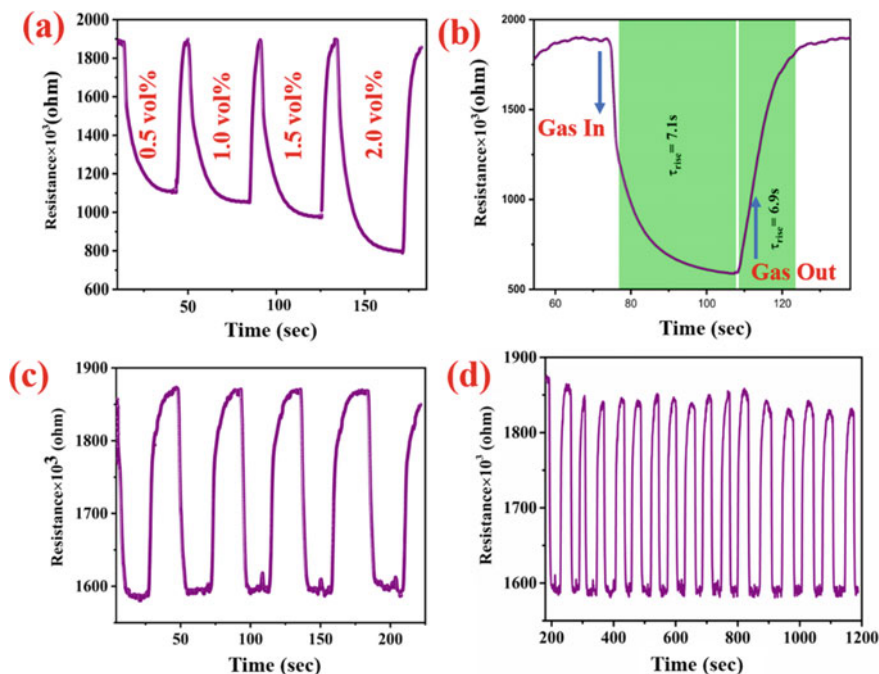 (a)
Resistance×10³(ohm)
2000
1800
1600
1400
1200
1000
800
600
0.5 vol%
1.0 vol%
1.5 vol%
2.0 vol%
50
100
150
Time (sec)
(b)
Resistance×10³(ohm)
2000
1750
1500
1250
1000
750
500
Gas In
τrise= 7.1s
τrise= 6.9s
Gas Out
60
80
100
120
Time (sec)
(c)
Resistance×10³ (ohm)
1900
1800
1700
1600
50
100
150
200
Time (sec)
(d)
Resistance×10³ (ohm)
1900
1800
1700
1600
200 400 600 800 1000 1200
Time (sec)